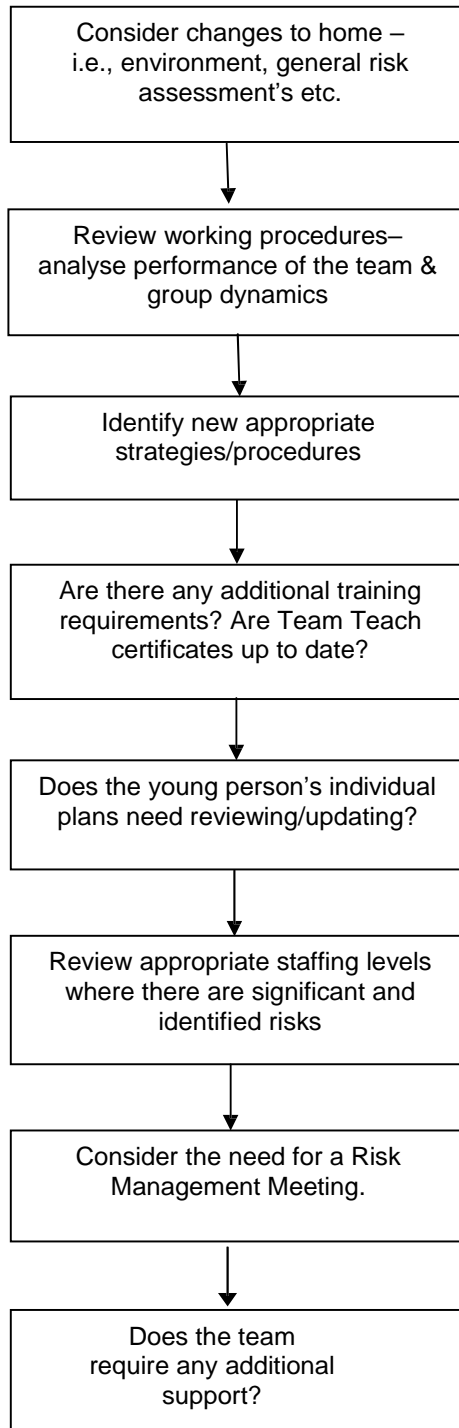 Consider changes to home –
i.e., environment, general risk
assessment's etc.
Review working procedures–
analyse performance of the team &
group dynamics
Identify new appropriate
strategies/procedures
Are there any additional training
requirements? Are Team Teach
certificates up to date?
Does the young person's individual
plans need reviewing/updating?
Review appropriate staffing levels
where there are significant and
identified risks
Consider the need for a Risk
Management Meeting.
Does the team
require any additional
support?